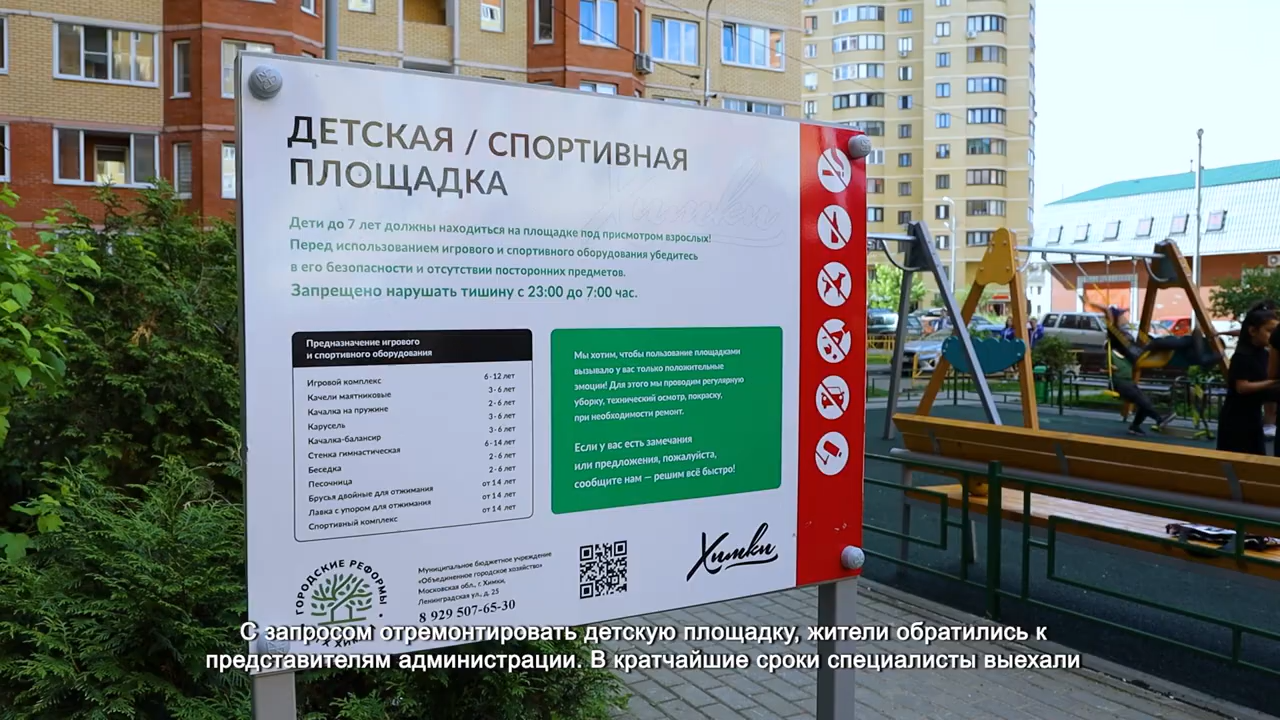 ДЕТСКАЯ / СПОРТИВНАЯ
ПЛОЩАДКА
Дети до 7 лет должны находиться на площадке под присмотром взрослых!
Перед использованием игрового и спортивного оборудования убедитесь
в его безопасности и отсутствии посторонних предметов.
Запрещено нарушать тишину с 23:00 до 7:00 час.
Предназначение игрового
и спортивного оборудования
Игровой комплекс 6-12 лет
Качели маятниковые 3-6 лет
Качалка на пружине 2-6 лет
Карусель 3-6 лет
Качалка-балансир 3-6 лет
Стенка гимнастическая 6-14 лет
Беседка 2-6 лет
Песочница 2-6 лет
Брусья двойные для отжимания от 14 лет
Лавка с упором для отжимания от 14 лет
Спортивный комплекс от 14 лет
Мы хотим, чтобы пользование площадками
вызывало у вас только положительные
эмоции! Для этого мы проводим регулярную
уборку, технический осмотр, покраску,
при необходимости ремонт.
Если у вас есть замечания
или предложения, пожалуйста,
сообщите нам — решим всё быстро!
ГОРОДСКИЕ РЕФОРМЫ
Муниципальное бюджетное учреждение
«Объединенное городское хозяйство»
Московская обл., г. Химки,
Ленинградская ул., д. 25
8 929 507-65-30
Химки
С запросом отремонтировать детскую площадку, жители обратились к
представителям администрации. В кратчайшие сроки специалисты выехали